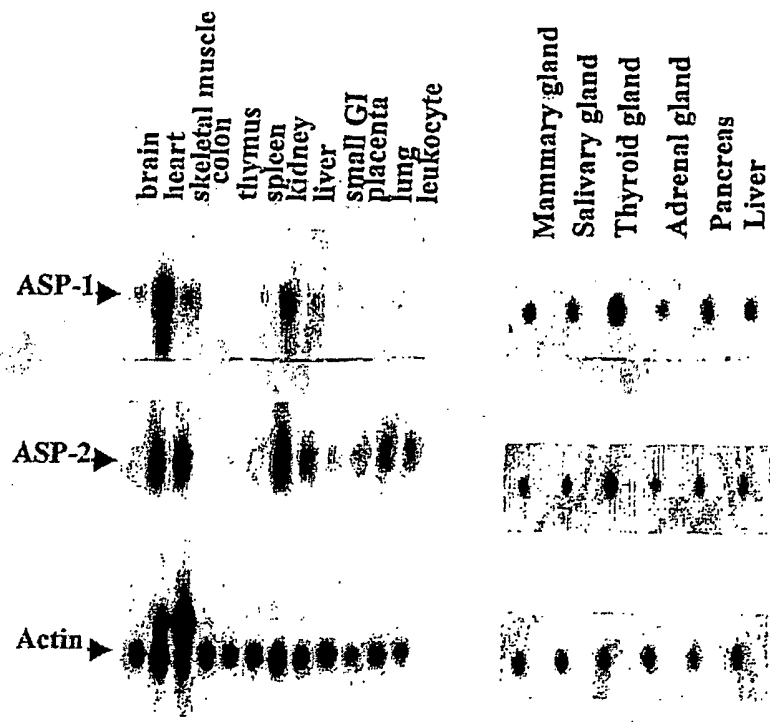 brain
heart
skeletal muscle
colon
thymus
spleen
kidney
liver
small GI
placenta
lung
leukocyte
Mammary gland
Salivary gland
Thyroid gland
Adrenal gland
Pancreas
Liver
ASP-1
ASP-2
Actin